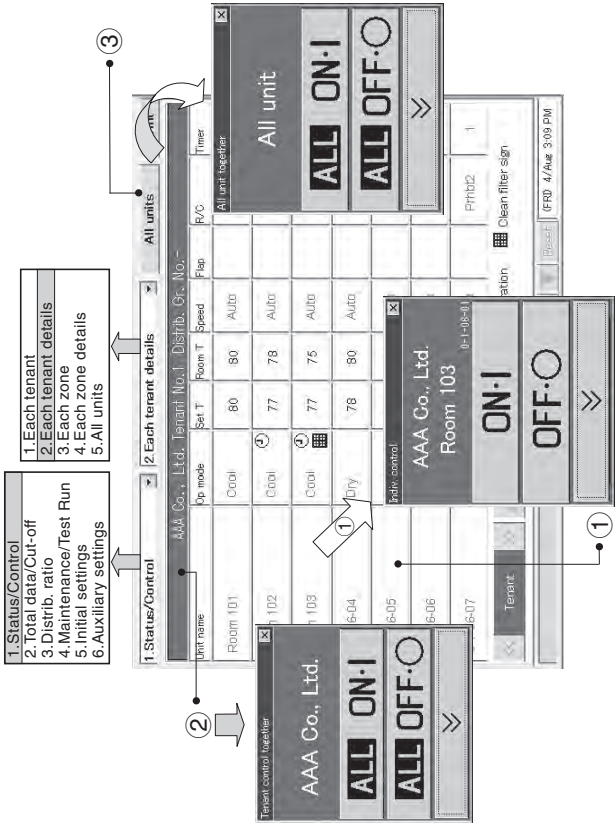 1.Status/Control
2.Total data/Cut-off
3.Distrib. ratio
4.Maintenance/Test Run
5.Initial settings
6.Auxiliary settings
1.Each tenant
2.Each tenant details
3.Each zone
4.Each zone details
5.All units
③
1.Status/Control
2.Each tenant details
All units
②
AAA Co., Ltd. Tenant No.1 Distrib. Gr. No.-
Unit name Op mode Set T Room T Speed Flap R/C Timer
Room 101 Cool 80 80 Auto
102 Cool 77 78 Auto
103 Cool 77 75 Auto
6-04 Dry 78 80 Auto
6-05
6-06
6-07 Prhbt2 1
Clean filter sign
<< Tenant >>
Reset (FRI) 4/Aug 3:09 PM
Tenant control together
AAA Co., Ltd.
ALL ON·I
ALL OFF·○
①
Indiv. control
AAA Co., Ltd.
Room 103
0-1-06-01
ON·I
OFF·○
All unit together
All unit
ALL ON·I
ALL OFF·○
①